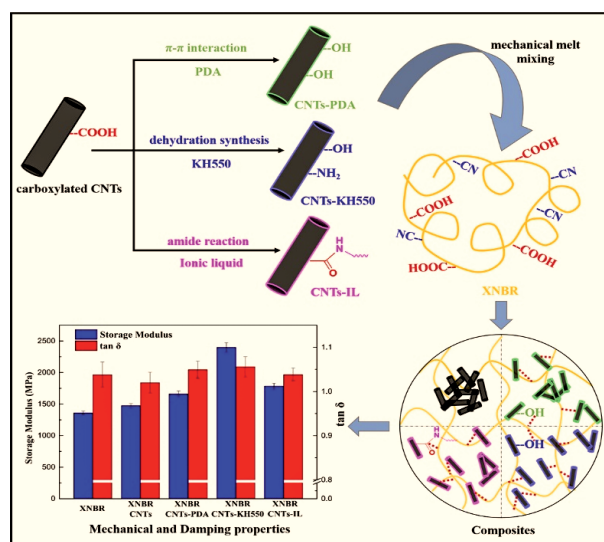 π-π interaction
PDA
--OH
--OH
CNTs-PDA
mechanical melt
mixing
--COOH
carboxylated CNTs
dehydration synthesis
KH550
--OH
--NH₂
CNTs-KH550
--COOH
--CN
--CN
--COOH
NC--
--COOH
HOOC--
XNBR
amide reaction
Ionic liquid
H
N
O
CNTs-IL
Storage Modulus
tan δ
2500
2000
1500
1000
500
0
Storage Modulus (MPa)
1.1
1.0
0.9
0.8
0.0
tan δ
XNBR
XNBR
CNTs
XNBR
CNTs-PDA
XNBR
CNTs-KH550
XNBR
CNTs-IL
Mechanical and Damping properties
--OH
--OH
H
N
O
Composites